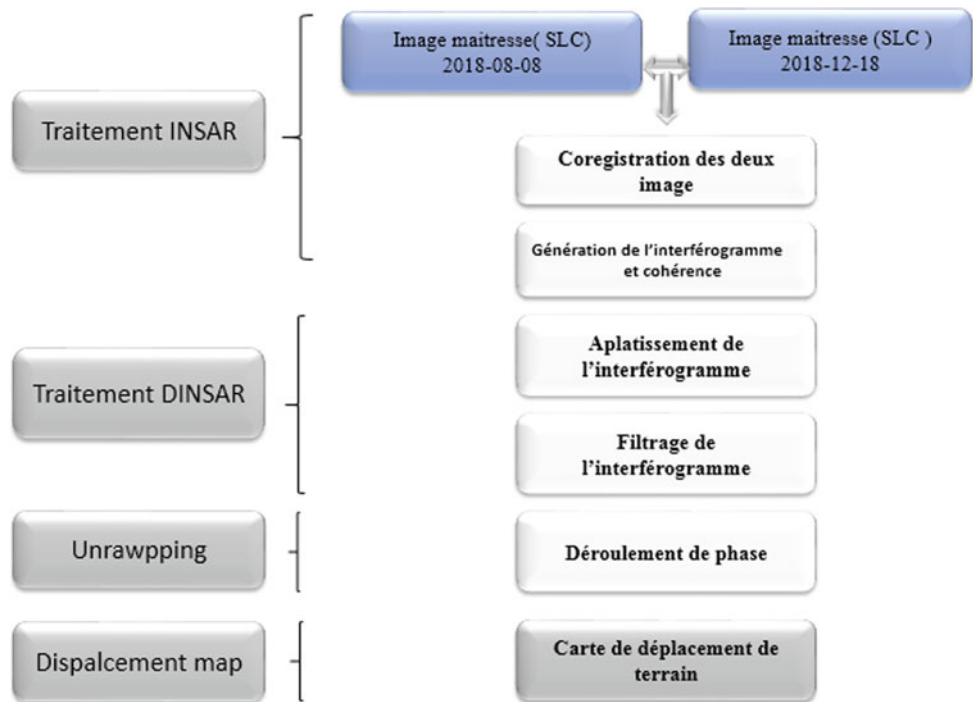 Image maitresse( SLC)
2018-08-08
Image maitresse (SLC )
2018-12-18
Traitement INSAR
Coregistration des deux
image
Génération de l'interférogramme
et cohérence
Traitement DINSAR
Aplatissement de
l'interférogramme
Filtrage de
l'interférogramme
Unrawpping
Déroulement de phase
Dispalcement map
Carte de déplacement de
terrain